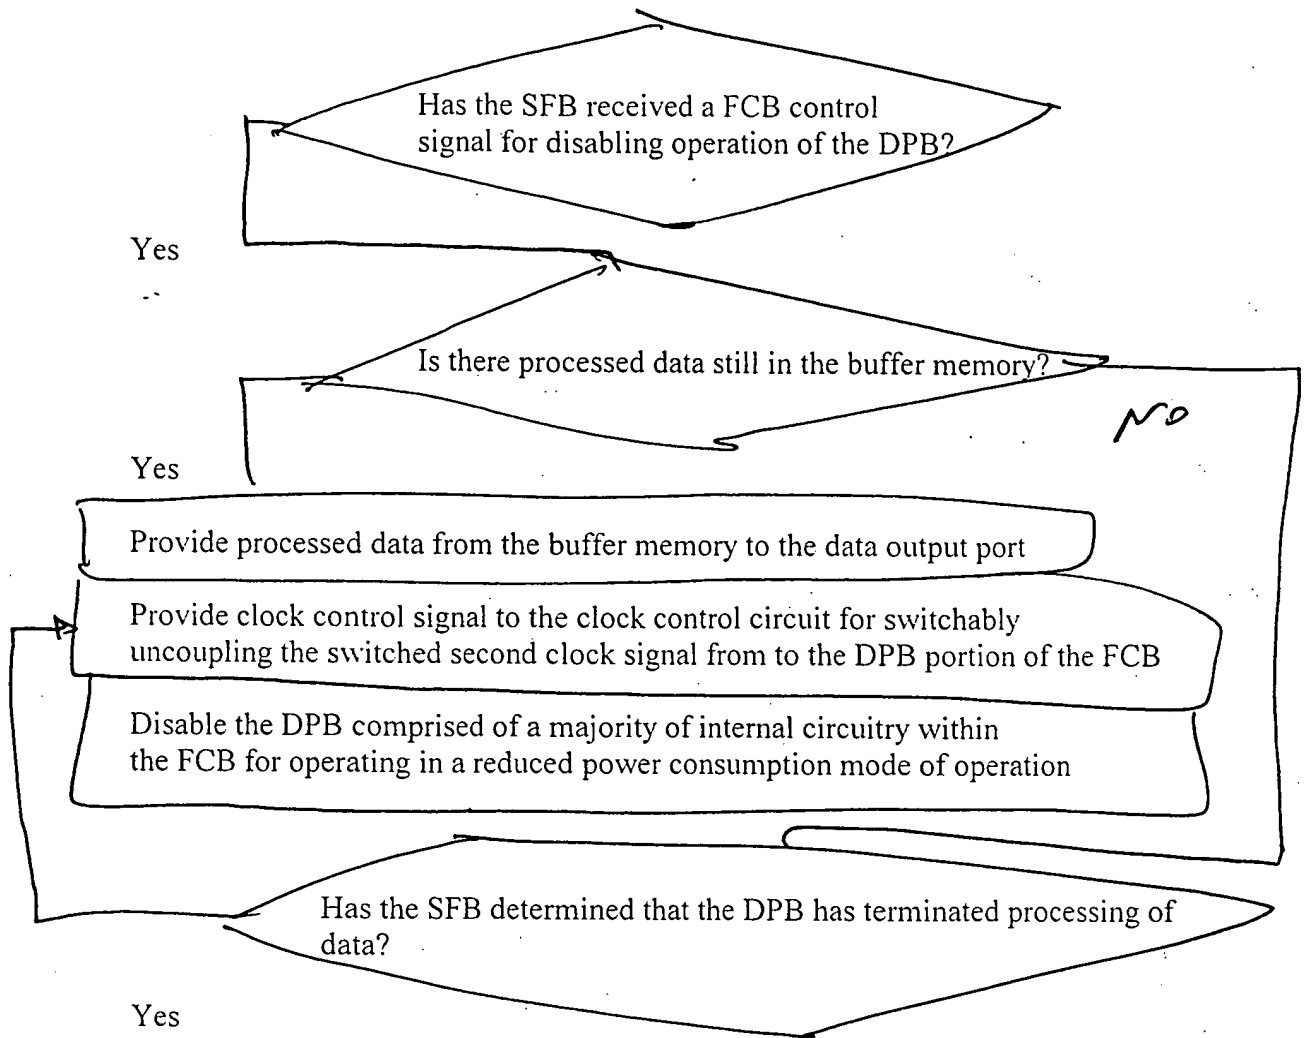 Has the SFB received a FCB control
signal for disabling operation of the DPB?
Yes
Is there processed data still in the buffer memory?
NO
Yes
Provide processed data from the buffer memory to the data output port
Provide clock control signal to the clock control circuit for switchably
uncoupling the switched second clock signal from to the DPB portion of the FCB
Disable the DPB comprised of a majority of internal circuitry within
the FCB for operating in a reduced power consumption mode of operation
Has the SFB determined that the DPB has terminated processing of
data?
Yes